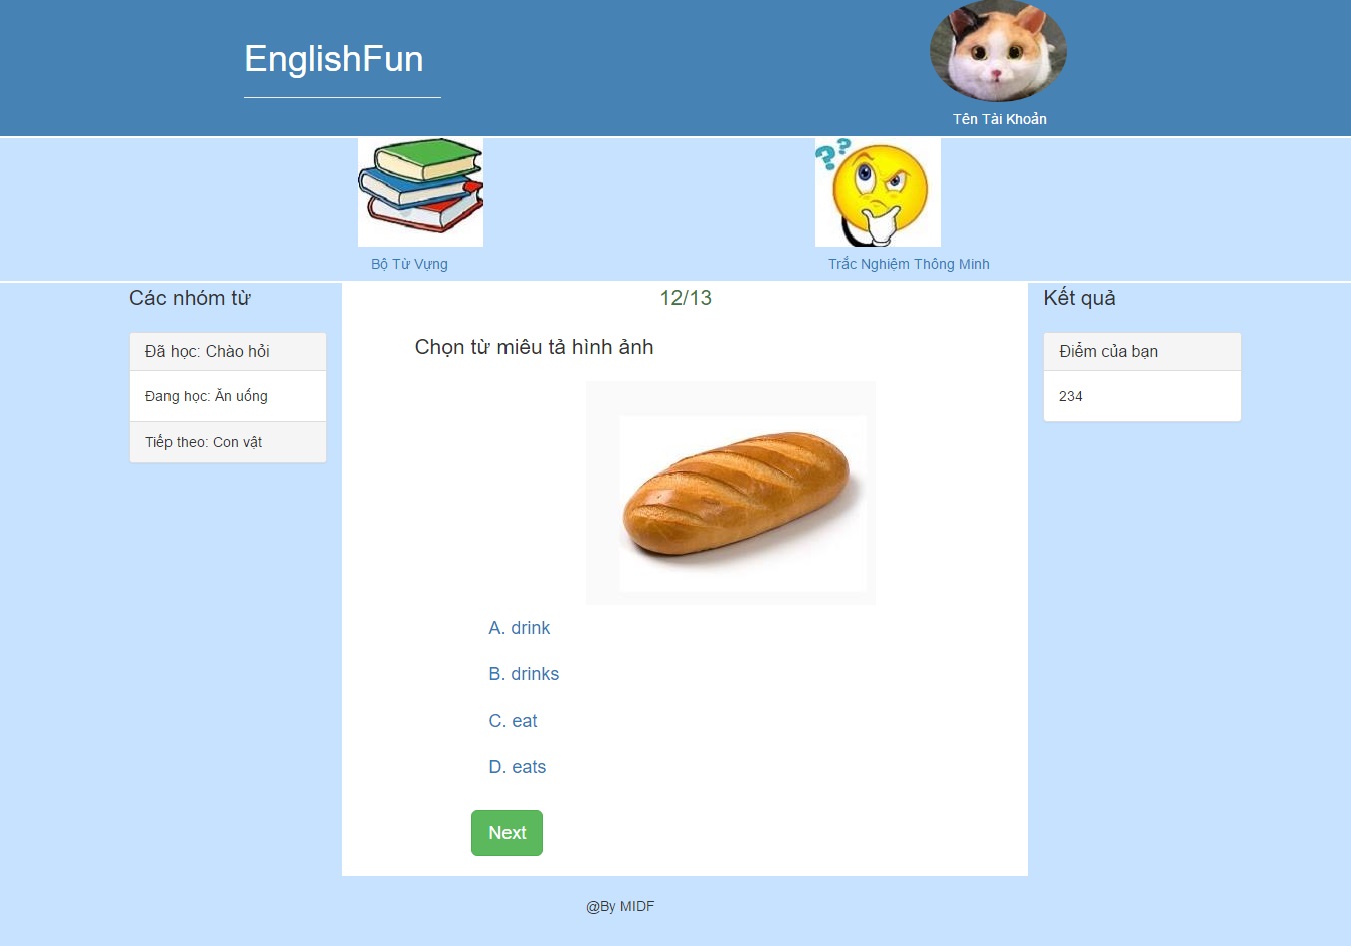 EnglishFun
Tên Tài Khoản
Bộ Từ Vựng
Trắc Nghiệm Thông Minh
Các nhóm từ
Đã học: Chào hỏi
Đang học: Ăn uống
Tiếp theo: Con vật
12/13
Chọn từ miêu tả hình ảnh
A. drink
B. drinks
C. eat
D. eats
Next
Kết quả
Điểm của bạn
234
@By MIDF